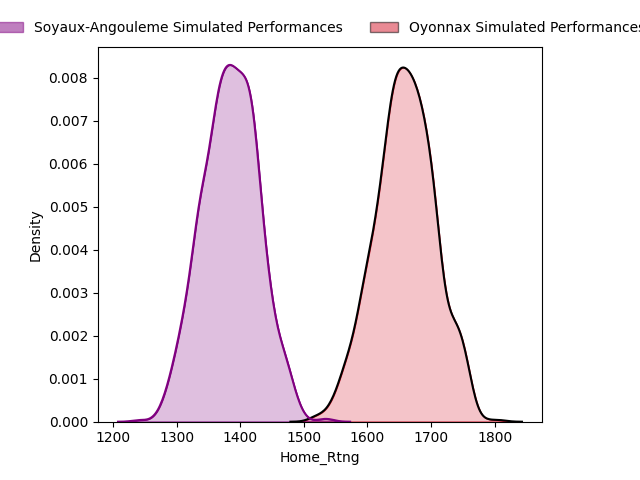 Soyaux-Angouleme Simulated Performances
Oyonnax Simulated Performances
0.008
0.007
0.006
0.005
0.004
0.003
0.002
0.001
0.000
Density
1200 1300 1400 1500 1600 1700 1800
Home_Rtng